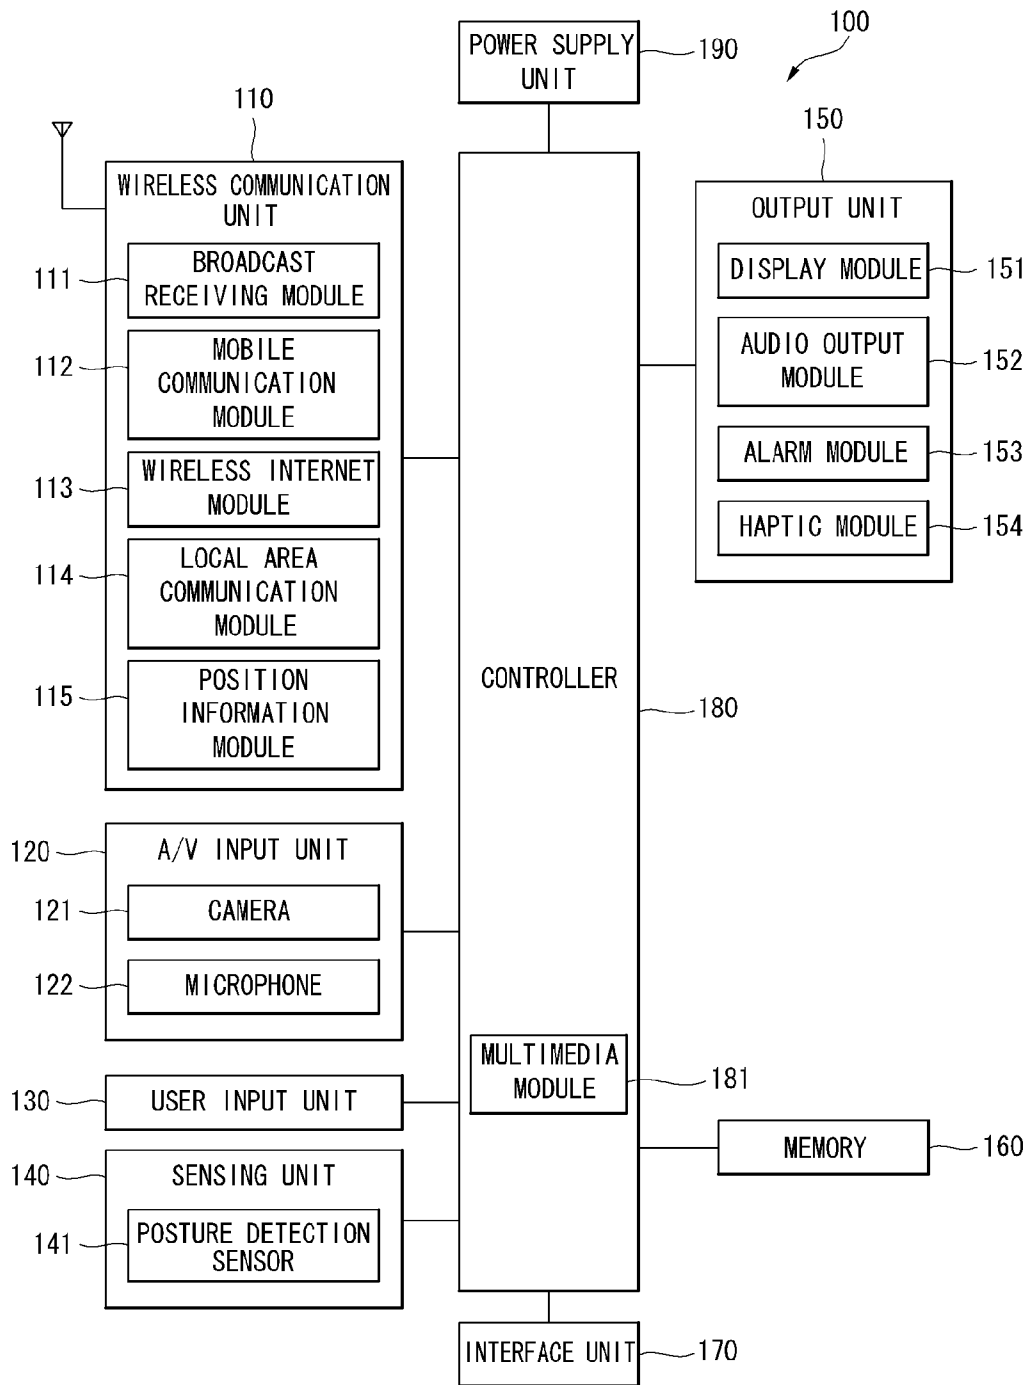 100
POWER SUPPLY
UNIT
190
110
WIRELESS COMMUNICATION
UNIT
111
BROADCAST
RECEIVING MODULE
112
MOBILE
COMMUNICATION
MODULE
113
WIRELESS INTERNET
MODULE
114
LOCAL AREA
COMMUNICATION
MODULE
115
POSITION
INFORMATION
MODULE
120
A/V INPUT UNIT
121
CAMERA
122
MICROPHONE
130
USER INPUT UNIT
140
SENSING UNIT
141
POSTURE DETECTION
SENSOR
CONTROLLER
180
MULTIMEDIA
MODULE
181
150
OUTPUT UNIT
DISPLAY MODULE
151
AUDIO OUTPUT
MODULE
152
ALARM MODULE
153
HAPTIC MODULE
154
MEMORY
160
INTERFACE UNIT
170